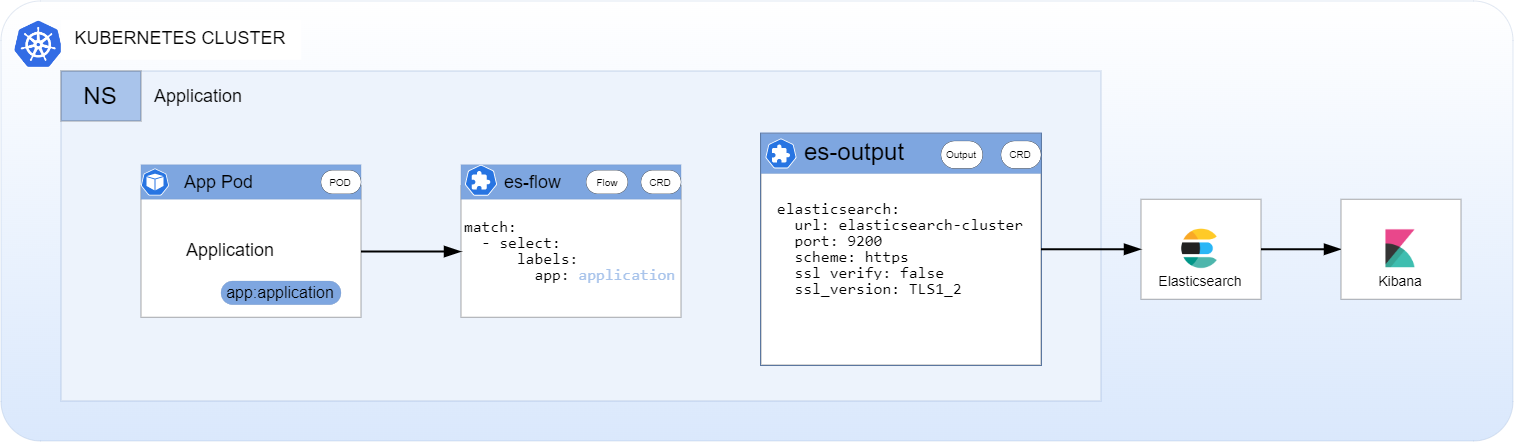 KUBERNETES CLUSTER
NS
Application
App Pod
POD
Application
app:application
es-flow
Flow
CRD
match:
  - select:
      labels:
        app: application
es-output
Output
CRD
elasticsearch:
  url: elasticsearch-cluster
  port: 9200
  scheme: https
  ssl verify: false
  ssl_version: TLS1_2
Elasticsearch
Kibana